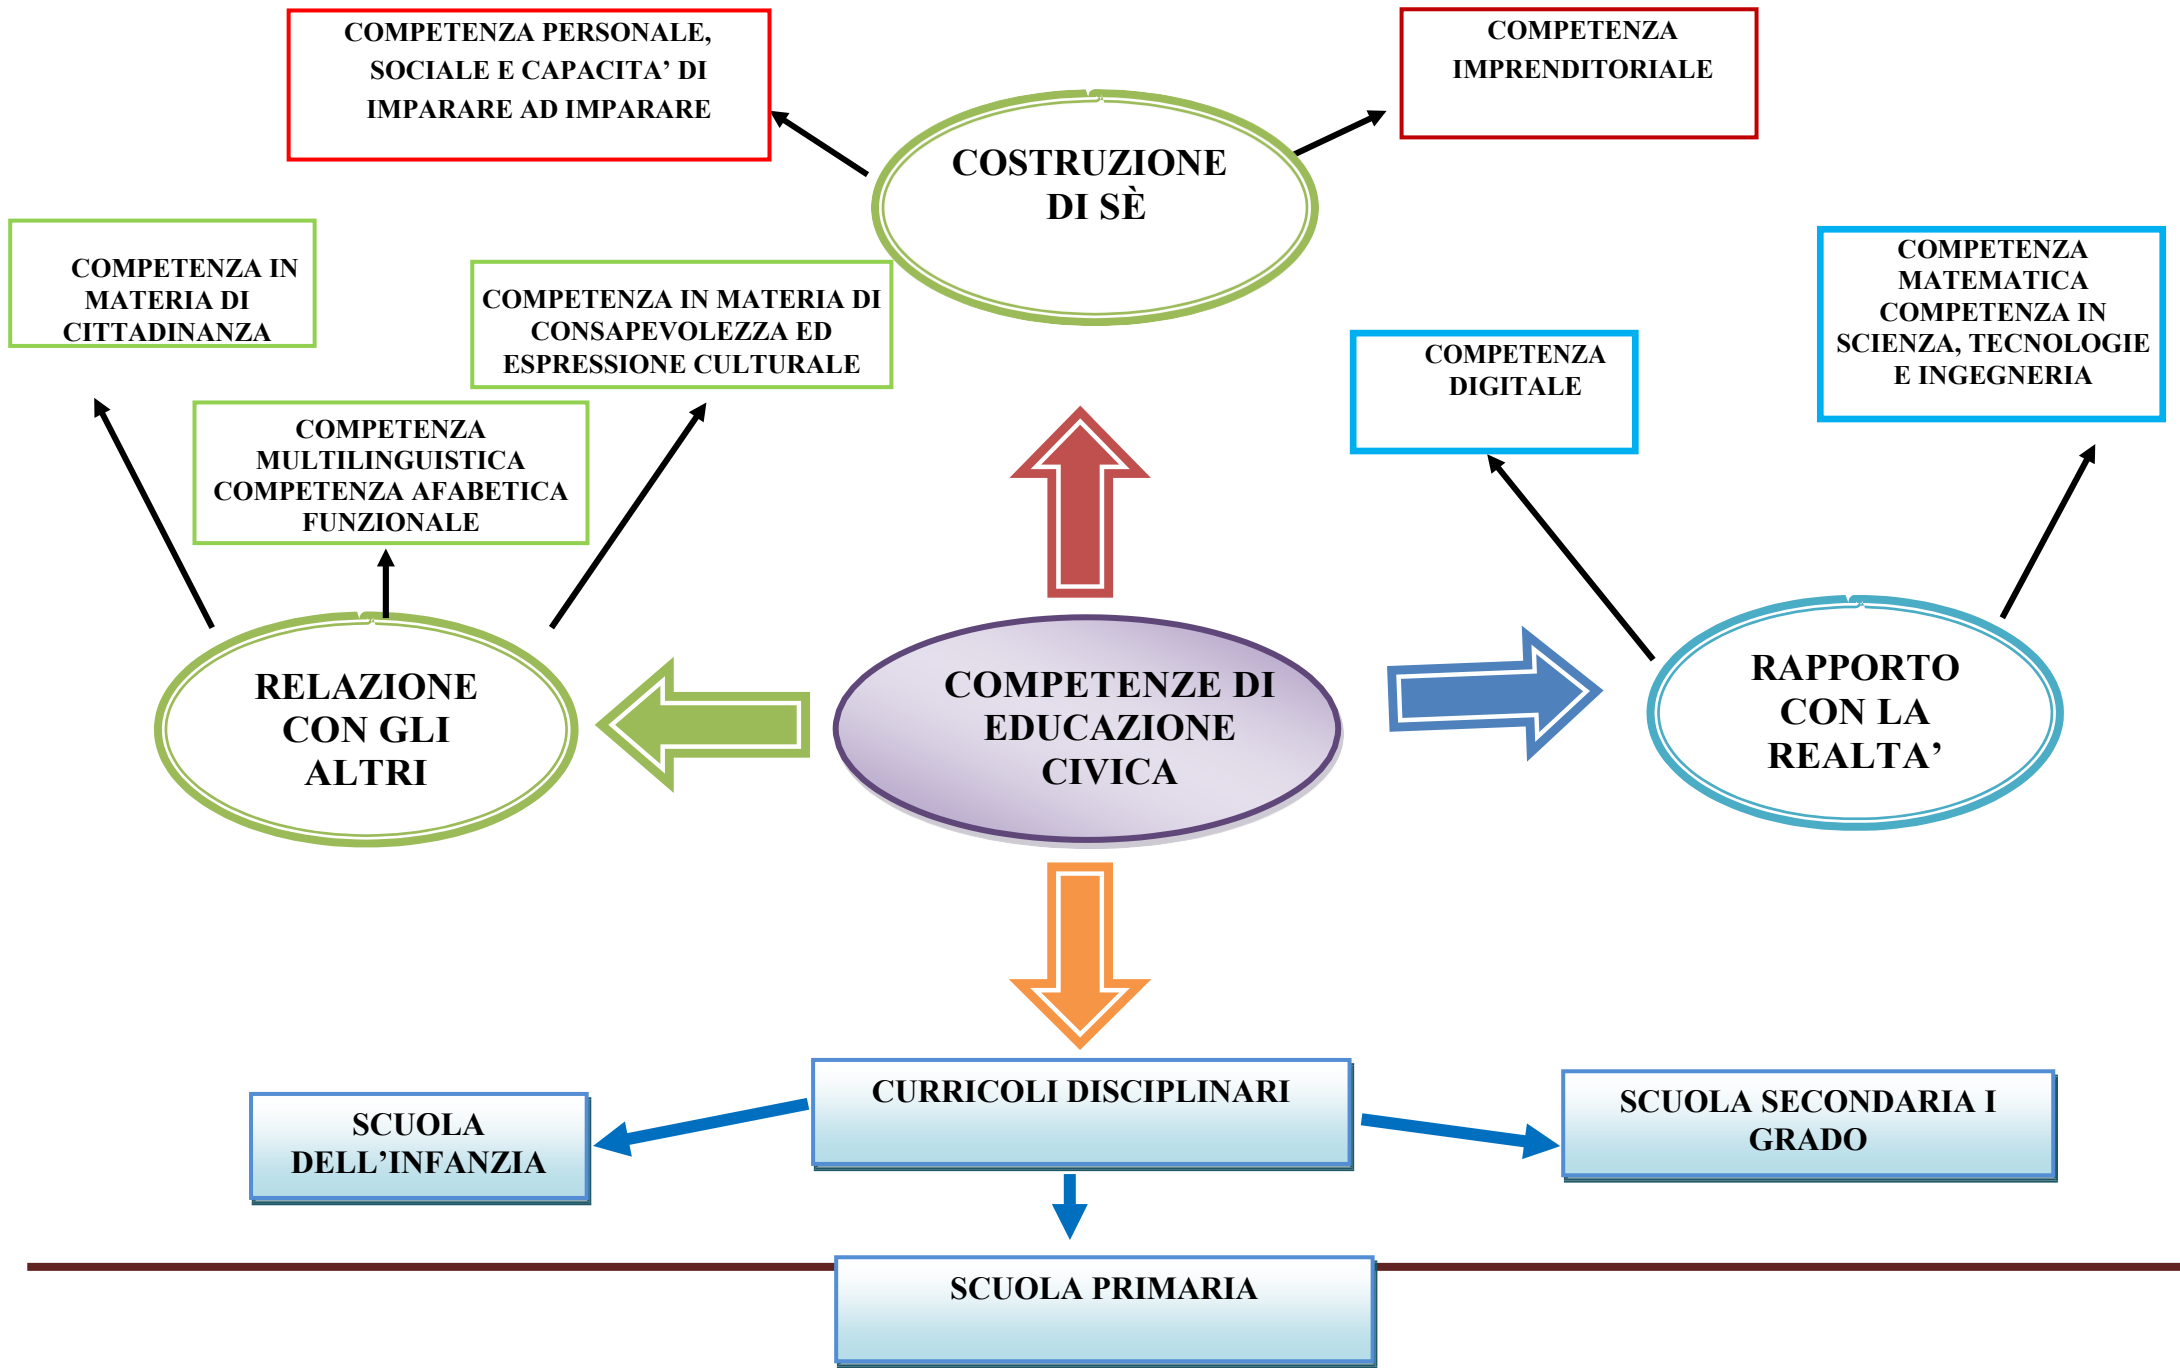 COMPETENZA PERSONALE,
SOCIALE E CAPACITA’ DI
IMPARARE AD IMPARARE
COMPETENZA
IMPRENDITORIALE
COSTRUZIONE
DI SÈ
COMPETENZA IN
MATERIA DI
CITTADINANZA
COMPETENZA IN MATERIA DI
CONSAPEVOLEZZA ED
ESPRESSIONE CULTURALE
COMPETENZA
MULTILINGUISTICA
COMPETENZA AFABETICA
FUNZIONALE
COMPETENZA
DIGITALE
COMPETENZA
MATEMATICA
COMPETENZA IN
SCIENZA, TECNOLOGIE
E INGEGNERIA
RELAZIONE
CON GLI
ALTRI
COMPETENZE DI
EDUCAZIONE
CIVICA
RAPPORTO
CON LA
REALTA’
CURRICOLI DISCIPLINARI
SCUOLA
DELL’INFANZIA
SCUOLA SECONDARIA I
GRADO
SCUOLA PRIMARIA